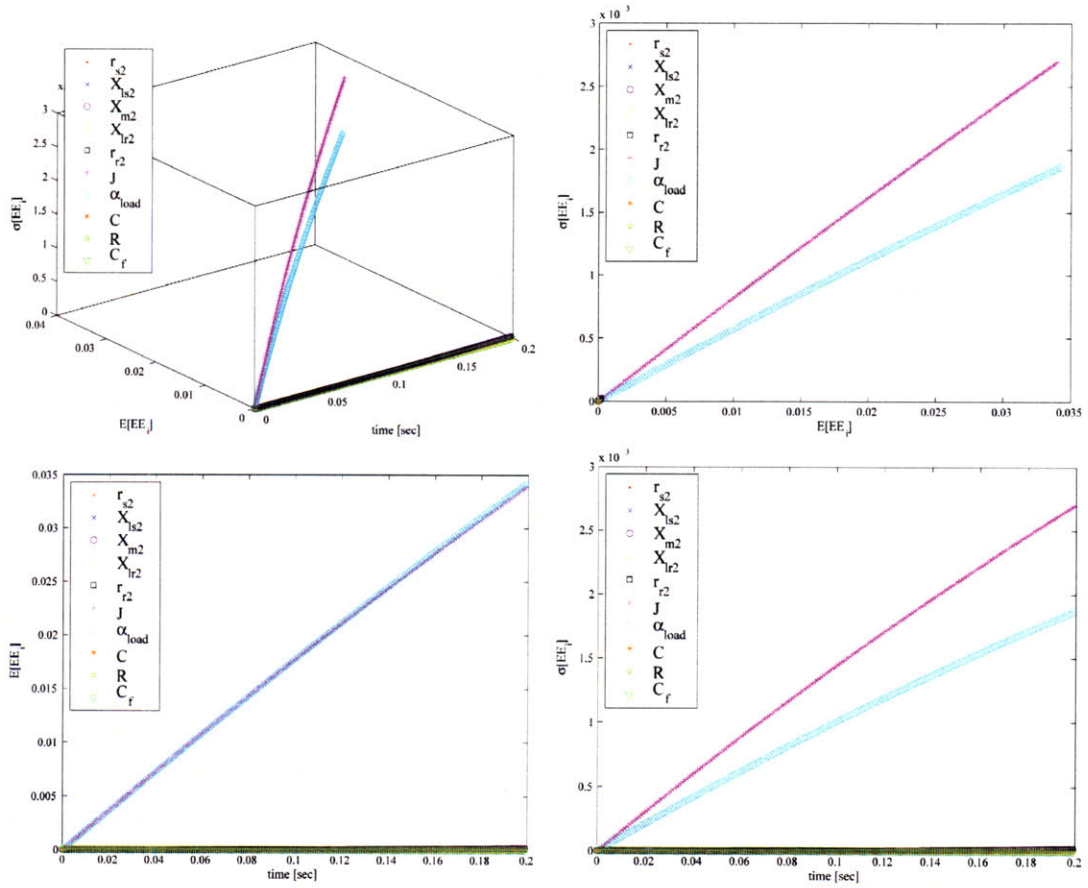 r_s2
X_ls2
X_m2
X_lr2
r_r2
J
α_load
C
R
C_f
x
3
2.5
2
1.5
1
0.5
0
σ[EE_i]
0.04
0.03
0.02
0.01
0
E[EE_i]
0
0.05
0.1
0.15
0.2
time [sec]
x 10^3
3
2.5
2
1.5
1
0.5
0
σ[EE_i]
r_s2
X_ls2
X_m2
X_lr2
r_r2
J
α_load
C
R
C_f
0 0.005 0.01 0.015 0.02 0.025 0.03 0.035
E[EE_i]
0.035
0.03
0.025
0.02
0.015
0.01
0.005
0
E[EE_i]
r_s2
X_ls2
X_m2
X_lr2
r_r2
J
α_load
C
R
C_f
0 0.02 0.04 0.06 0.08 0.1 0.12 0.14 0.16 0.18 0.2
time [sec]
x 10^3
3
2.5
2
1.5
1
0.5
0
σ[EE_i]
r_s2
X_ls2
X_m2
X_lr2
r_r2
J
α_load
C
R
C_f
0 0.02 0.04 0.06 0.08 0.1 0.12 0.14 0.16 0.18 0.2
time [sec]